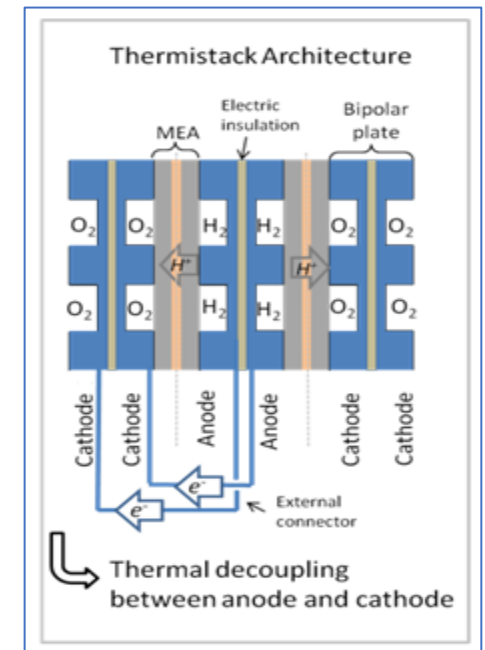 Thermistack Architecture
Electric
insulation
Bipolar
plate
MEA
O₂ O₂ H₂ H₂ O₂ O₂
H⁺ H⁺
O₂ O₂ H₂ H₂ O₂ O₂
Cathode
Cathode
Anode
Anode
Cathode
Cathode
e⁻
e⁻
External
connector
Thermal decoupling
between anode and cathode